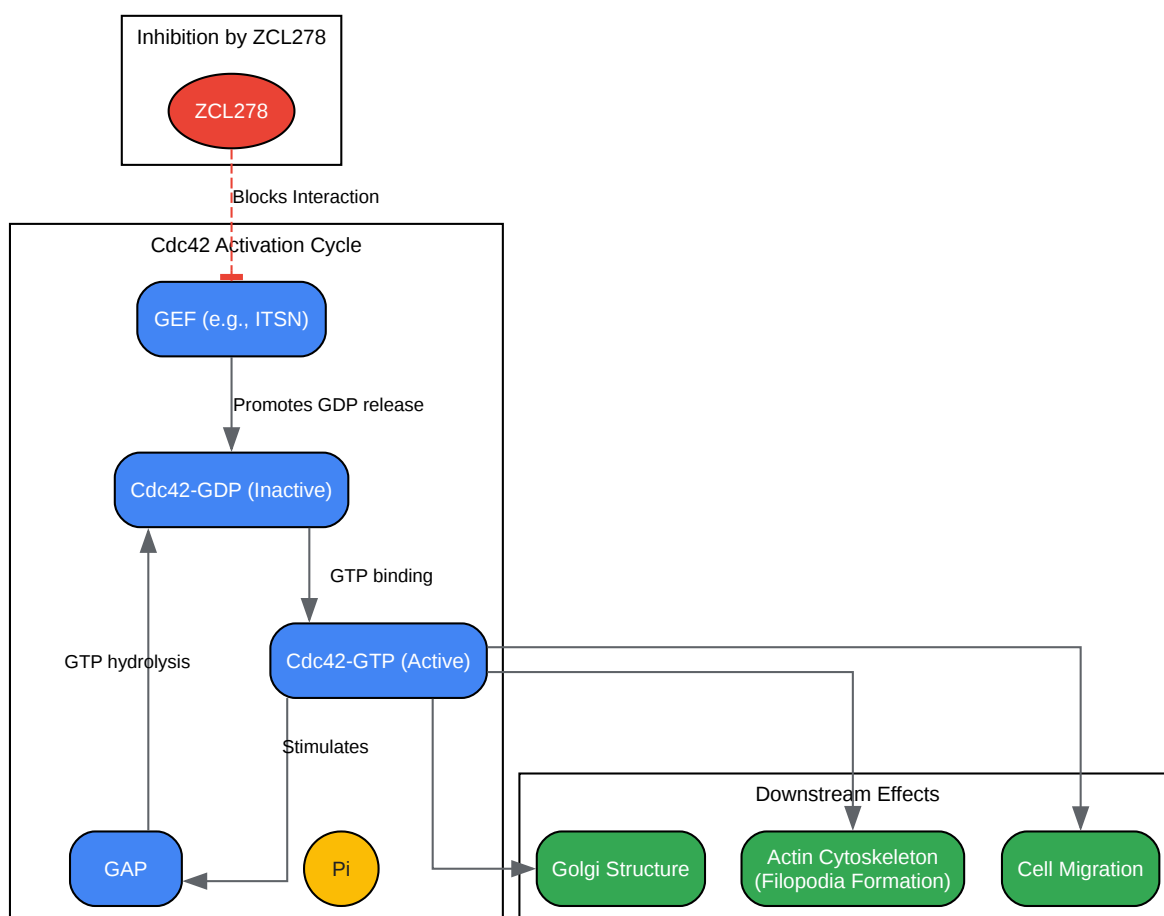 Inhibition by ZCL278
ZCL278
Blocks Interaction
Cdc42 Activation Cycle
GEF (e.g., ITSN)
Promotes GDP release
Cdc42-GDP (Inactive)
GTP binding
GTP hydrolysis
Cdc42-GTP (Active)
Stimulates
Downstream Effects
GAP
Pi
Golgi Structure
Actin Cytoskeleton
(Filopodia Formation)
Cell Migration